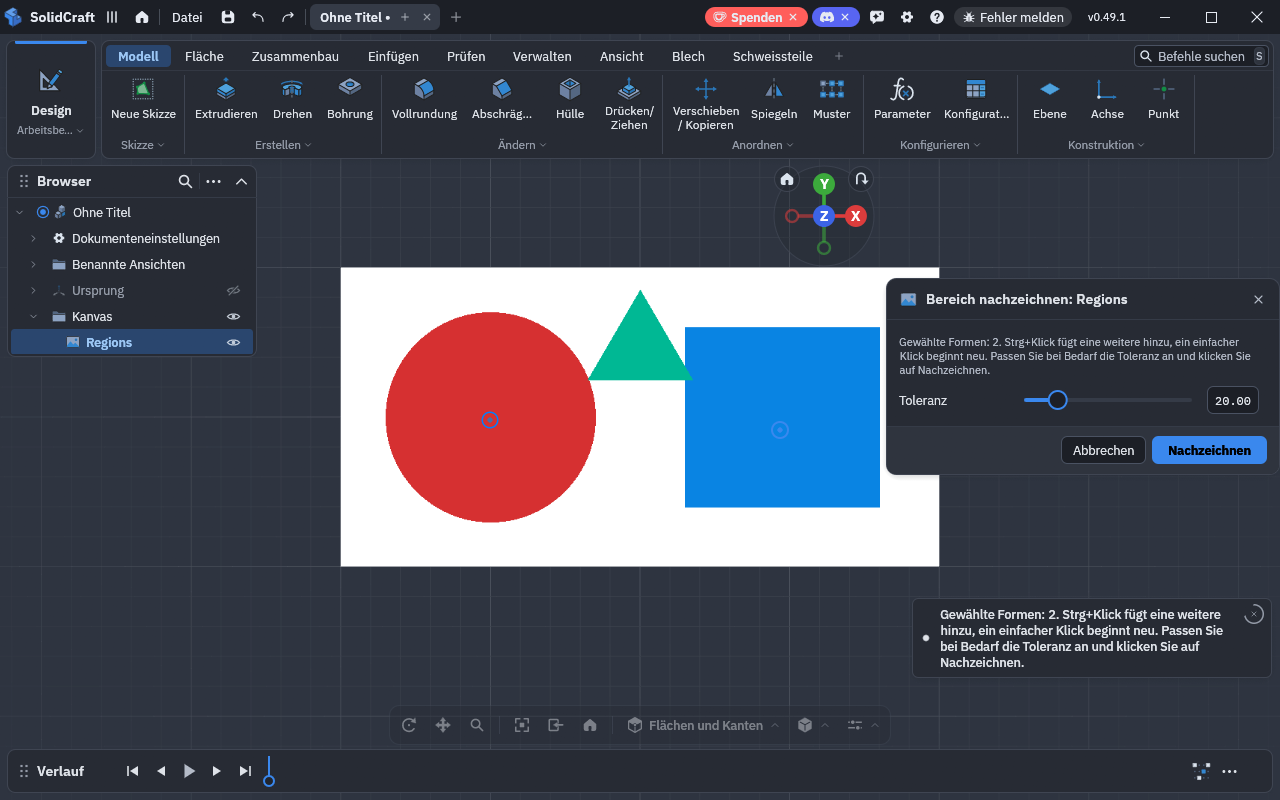 SolidCraft
Datei
Ohne Titel •
Spenden
Fehler melden
v0.49.1
Design
Arbeitsbe...
Modell
Fläche
Zusammenbau
Einfügen
Prüfen
Verwalten
Ansicht
Blech
Schweissteile
Befehle suchen
S
Neue Skizze
Extrudieren
Drehen
Bohrung
Vollrundung
Abschräg...
Hülle
Drücken/
Ziehen
Verschieben
/ Kopieren
Spiegeln
Muster
Parameter
Konfigurat...
Ebene
Achse
Punkt
Skizze
Erstellen
Ändern
Anordnen
Konfigurieren
Konstruktion
Browser
Ohne Titel
Dokumenteneinstellungen
Benannte Ansichten
Ursprung
Kanvas
Regions
Y
Z
X
Bereich nachzeichnen: Regions
Gewählte Formen: 2. Strg+Klick fügt eine weitere hinzu, ein einfacher
Klick beginnt neu. Passen Sie bei Bedarf die Toleranz an und klicken Sie
auf Nachzeichnen.
Toleranz
20.00
Abbrechen
Nachzeichnen
Gewählte Formen: 2. Strg+Klick fügt eine weitere
hinzu, ein einfacher Klick beginnt neu. Passen Sie
bei Bedarf die Toleranz an und klicken Sie auf
Nachzeichnen.
Flächen und Kanten
Verlauf